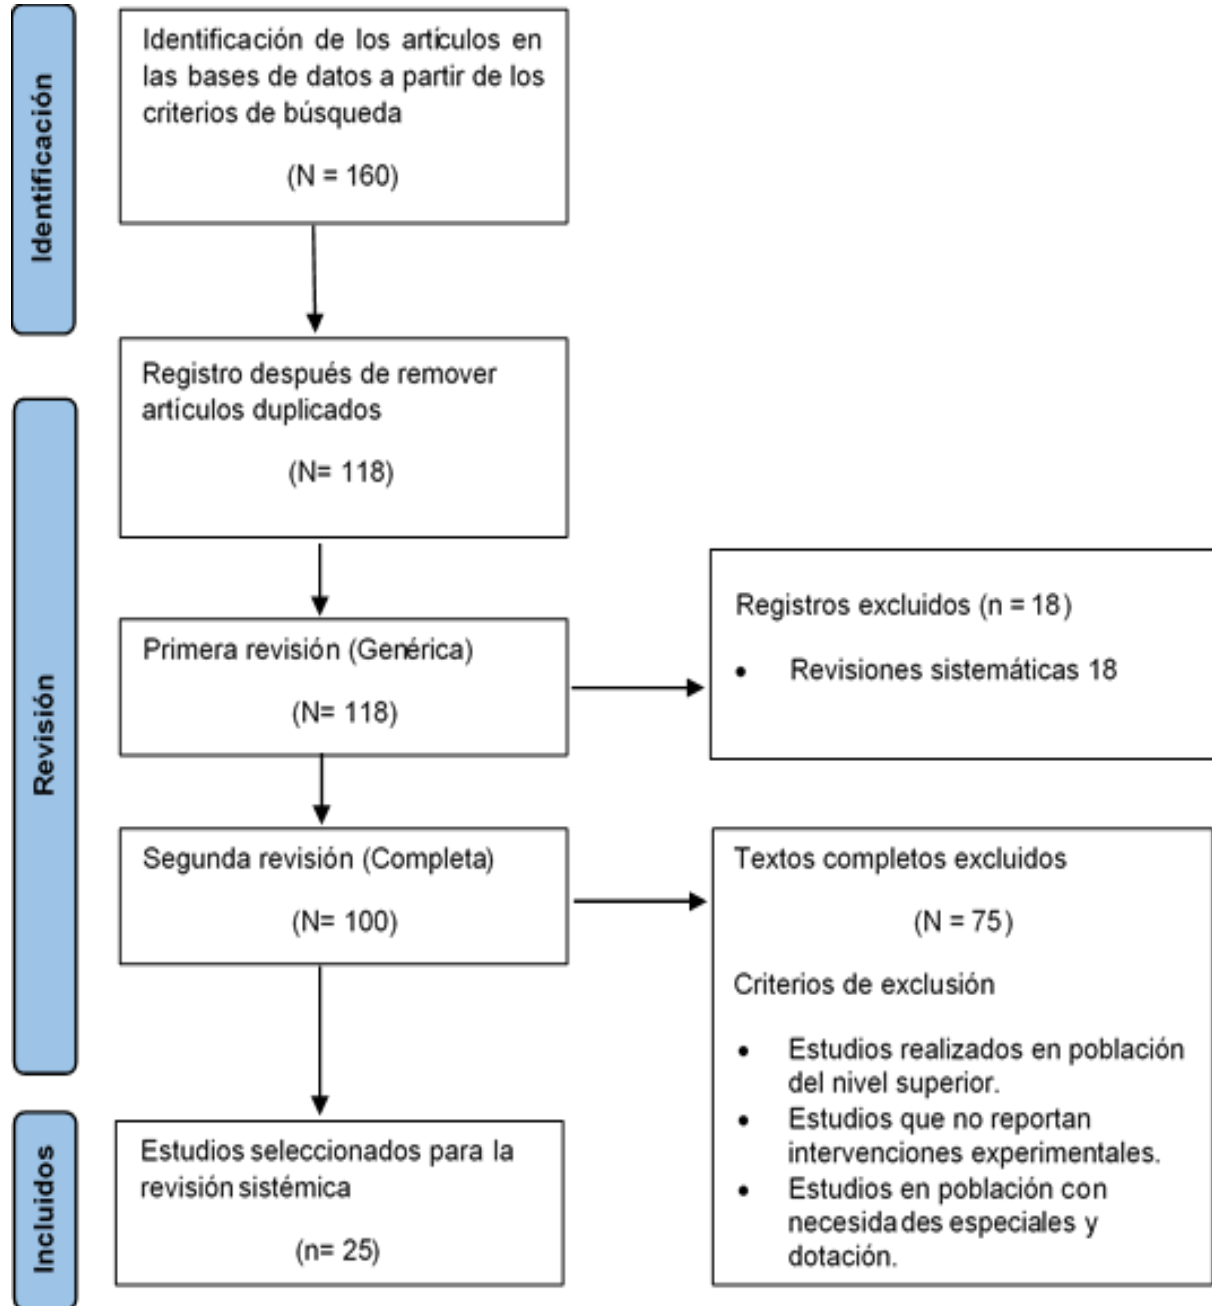 Identificación
Identificación de los artículos en
las bases de datos a partir de los
criterios de búsqueda
(N = 160)
Revisión
Registro después de remover
artículos duplicados
(N= 118)
Primera revisión (Genérica)
(N= 118)
Registros excluidos (n = 18)
• Revisiones sistemáticas 18
Segunda revisión (Completa)
(N= 100)
Textos completos excluidos
(N = 75)
Criterios de exclusión
• Estudios realizados en población
del nivel superior.
• Estudios que no reportan
intervenciones experimentales.
• Estudios en población con
necesidades especiales y
dotación.
Incluidos
Estudios seleccionados para la
revisión sistémica
(n= 25)